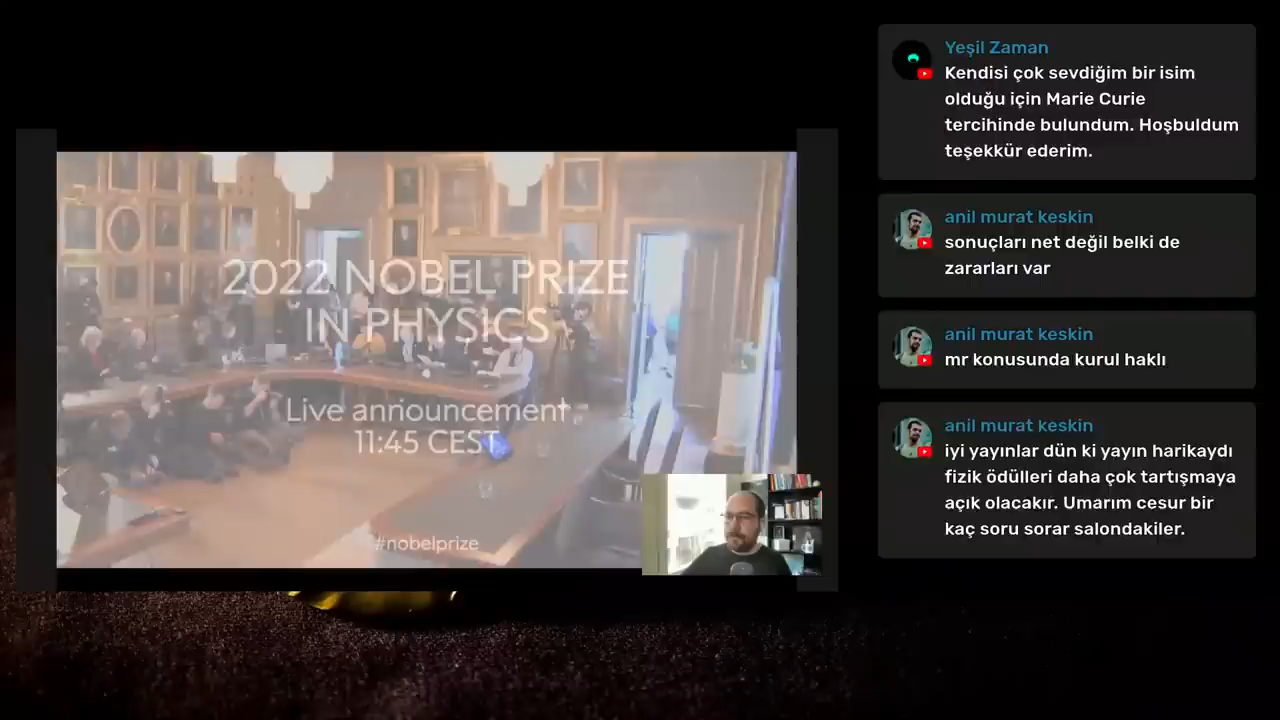 2022 NOBEL PRIZE
IN PHYSICS
Live announcement
11:45 CEST
#nobelprize
Yeşil Zaman
Kendisi çok sevdiğim bir isim
olduğu için Marie Curie
tercihinde bulundum. Hoşbuldum
teşekkür ederim.
anil murat keskin
sonuçları net değil belki de
zararları var
anil murat keskin
mr konusunda kurul haklı
anil murat keskin
iyi yayınlar dün ki yayın harikaydı
fizik ödülleri daha çok tartışmaya
açık olacakır. Umarım cesur bir
kaç soru sorar salondakiler.